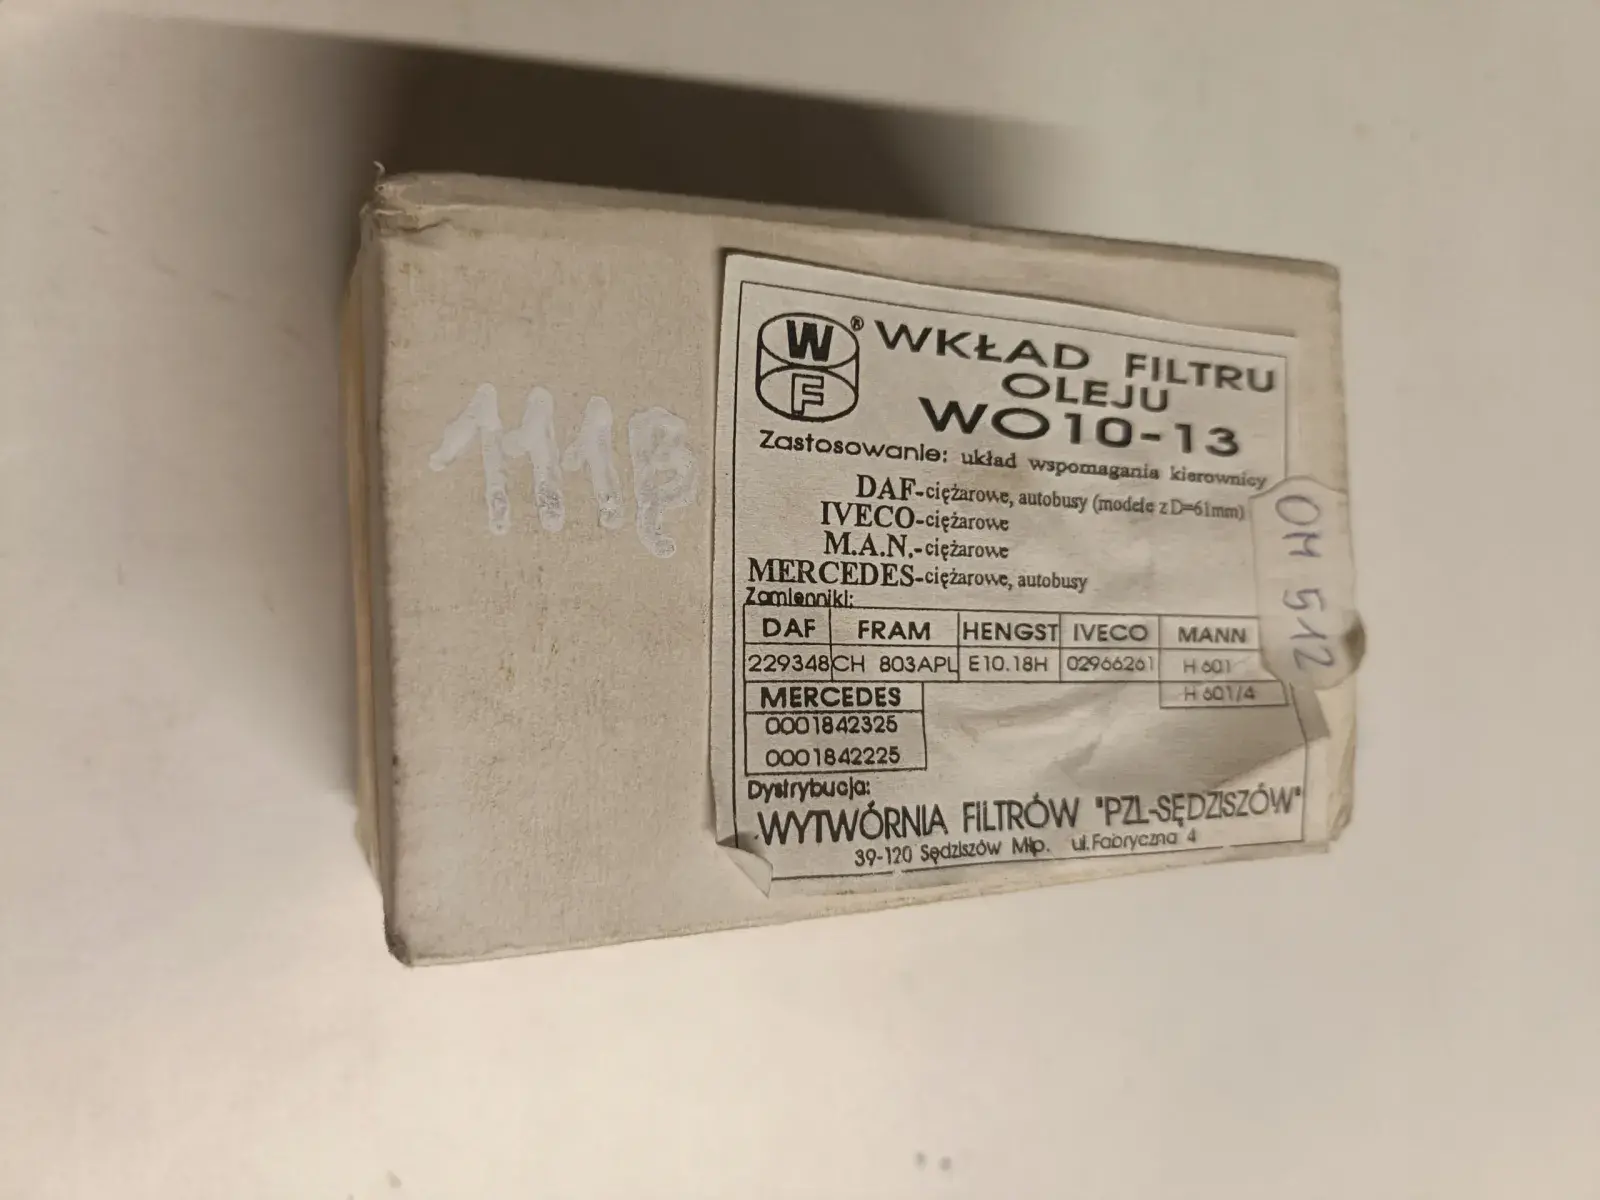 111B
W
F
®
WKŁAD FILTRU
OLEJU
WO10-13
Zastosowanie: układ wspomagania kierownicy
DAF-ciężarowe, autobusy (modele z D=61mm)
IVECO-ciężarowe
M.A.N.-ciężarowe
MERCEDES-ciężarowe, autobusy
Zamienniki:
DAF FRAM HENGST IVECO MANN
229348 CH 803APL E10.18H 02966261 H 601
H 601/4
MERCEDES
0001842325
0001842225
Dystrybucja:
WYTWÓRNIA FILTRÓW "PZL-SĘDZISZÓW"
39-120 Sędziszów Młp. ul.Fabryczna 4
OM 512